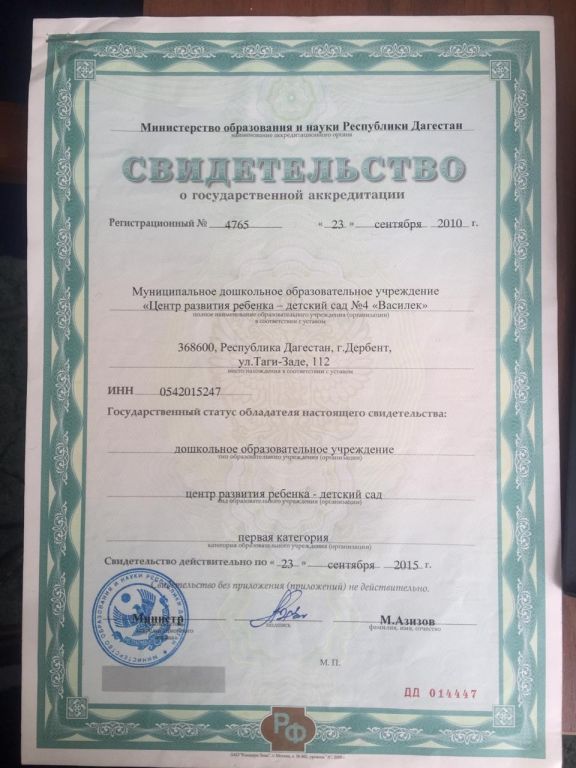 Министерство образования и науки Республики Дагестан
наименование аккредитационного органа
СВИДЕТЕЛЬСТВО
о государственной аккредитации
Регистрационный № 4765 « 23 » сентября 2010 г.
Муниципальное дошкольное образовательное учреждение
«Центр развития ребенка – детский сад №4 «Василек»
полное наименование образовательного учреждения (организации)
в соответствии с уставом
368600, Республика Дагестан, г.Дербент,
ул.Таги-Заде, 112
место нахождения в соответствии с уставом
ИНН 0542015247
Государственный статус обладателя настоящего свидетельства:
дошкольное образовательное учреждение
тип образовательного учреждения (организации)
центр развития ребенка - детский сад
вид образовательного учреждения (организации)
первая категория
категория образовательного учреждения (организации)
Свидетельство действительно по « 23 » сентября 2015 г.
Свидетельство без приложения (приложений) не действительно.
Министр
М.Азизов
подпись
фамилия, имя, отчество
М. П.
ДД 014447
РФ